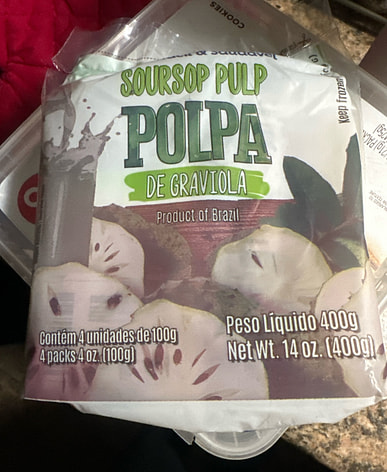 COOKIES
SOURSOP PULP
POLPA
DE GRAVIOLA
Product of Brazil
Keep frozen
Contém 4 unidades de 100g
4 packs 4 oz. (100g)
Peso Líquido 400g
Net Wt. 14 oz. (400g)